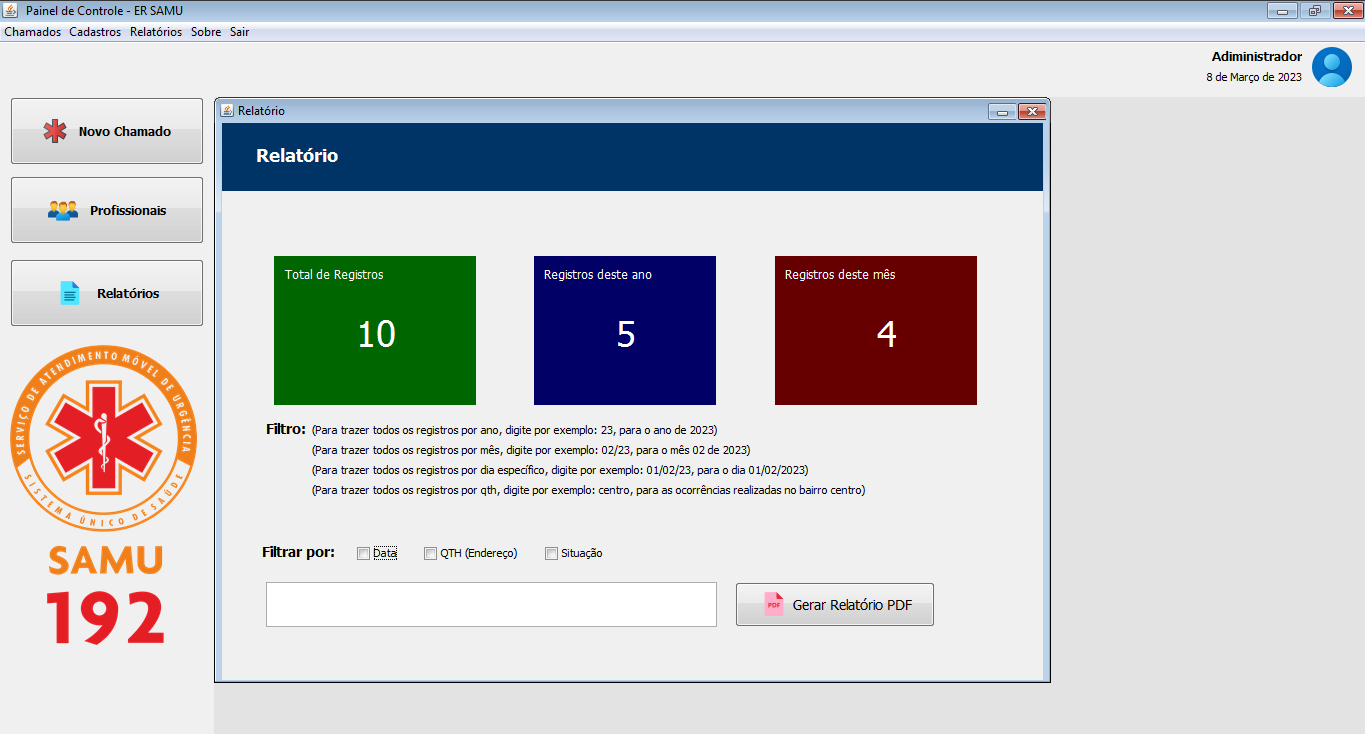 Painel de Controle - ER SAMU
Chamados Cadastros Relatórios Sobre Sair
Adiministrador
8 de Março de 2023
Novo Chamado
Profissionais
Relatórios
SERVIÇO DE ATENDIMENTO MÓVEL DE URGÊNCIA
SISTEMA ÚNICO DE SAÚDE
SAMU
192
Relatório
Relatório
Total de Registros
10
Registros deste ano
5
Registros deste mês
4
Filtro: (Para trazer todos os registros por ano, digite por exemplo: 23, para o ano de 2023)
(Para trazer todos os registros por mês, digite por exemplo: 02/23, para o mês 02 de 2023)
(Para trazer todos os registros por dia específico, digite por exemplo: 01/02/23, para o dia 01/02/2023)
(Para trazer todos os registros por qth, digite por exemplo: centro, para as ocorrências realizadas no bairro centro)
Filtrar por: Data QTH (Endereço) Situação
PDF Gerar Relatório PDF